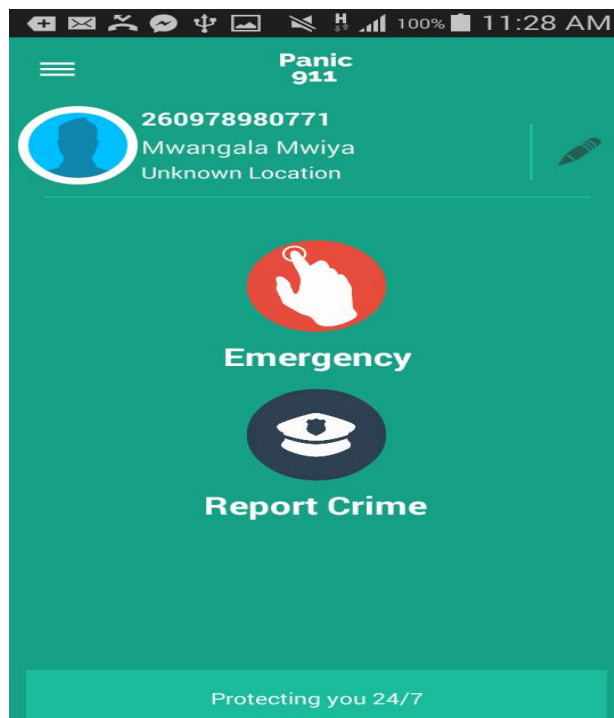 H 100% 11:28 AM
Panic
911
260978980771
Mwangala Mwiya
Unknown Location
Emergency
Report Crime
Protecting you 24/7